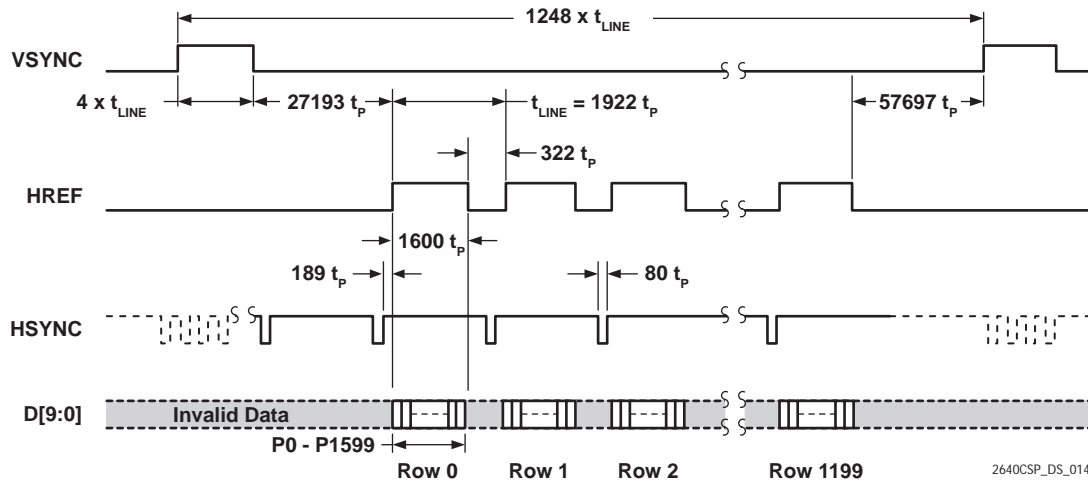 1248 x tLINE
VSYNC
4 x tLINE
27193 tP
tLINE = 1922 tP
57697 tP
322 tP
HREF
1600 tP
189 tP
80 tP
HSYNC
D[9:0]
Invalid Data
P0 - P1599
Row 0
Row 1
Row 2
Row 1199
2640CSP_DS_014